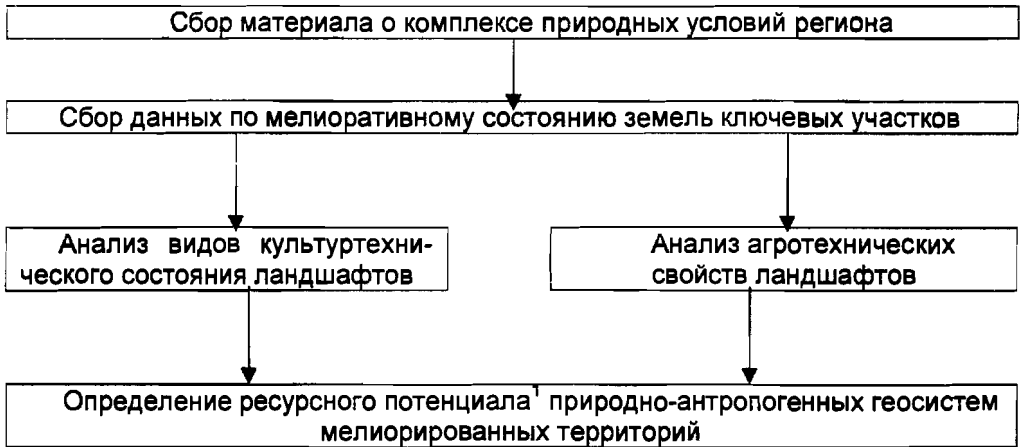 Сбор материала о комплексе природных условий региона
Сбор данных по мелиоративному состоянию земель ключевых участков
Анализ видов культуртехни-
ческого состояния ландшафтов
Анализ агротехнических
свойств ландшафтов
Определение ресурсного потенциала¹ природно-антропогенных геосистем
мелиорированных территорий